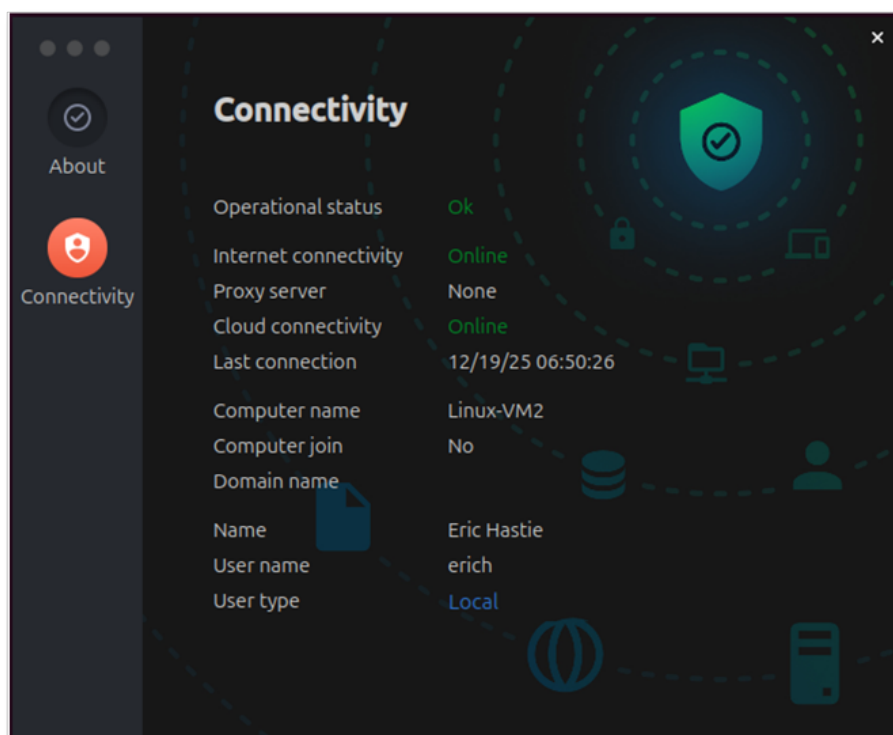 About
Connectivity
Connectivity
Operational status Ok
Internet connectivity Online
Proxy server None
Cloud connectivity Online
Last connection 12/19/25 06:50:26
Computer name Linux-VM2
Computer join No
Domain name
Name Eric Hastie
User name erich
User type Local